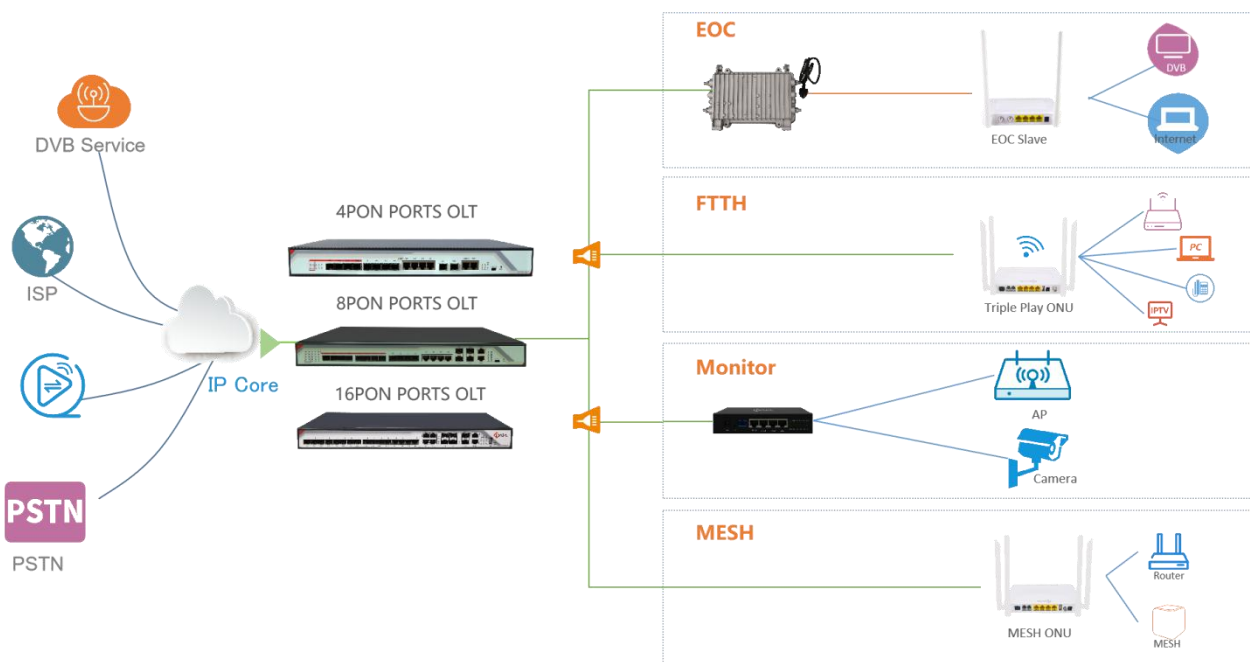 DVB Service
ISP
IP Core
PSTN
PSTN
4PON PORTS OLT
8PON PORTS OLT
16PON PORTS OLT
EOC
EOC Slave
DVB
Internet
FTTH
Triple Play ONU
PC
IPTV
Monitor
AP
Camera
MESH
MESH ONU
Router
MESH